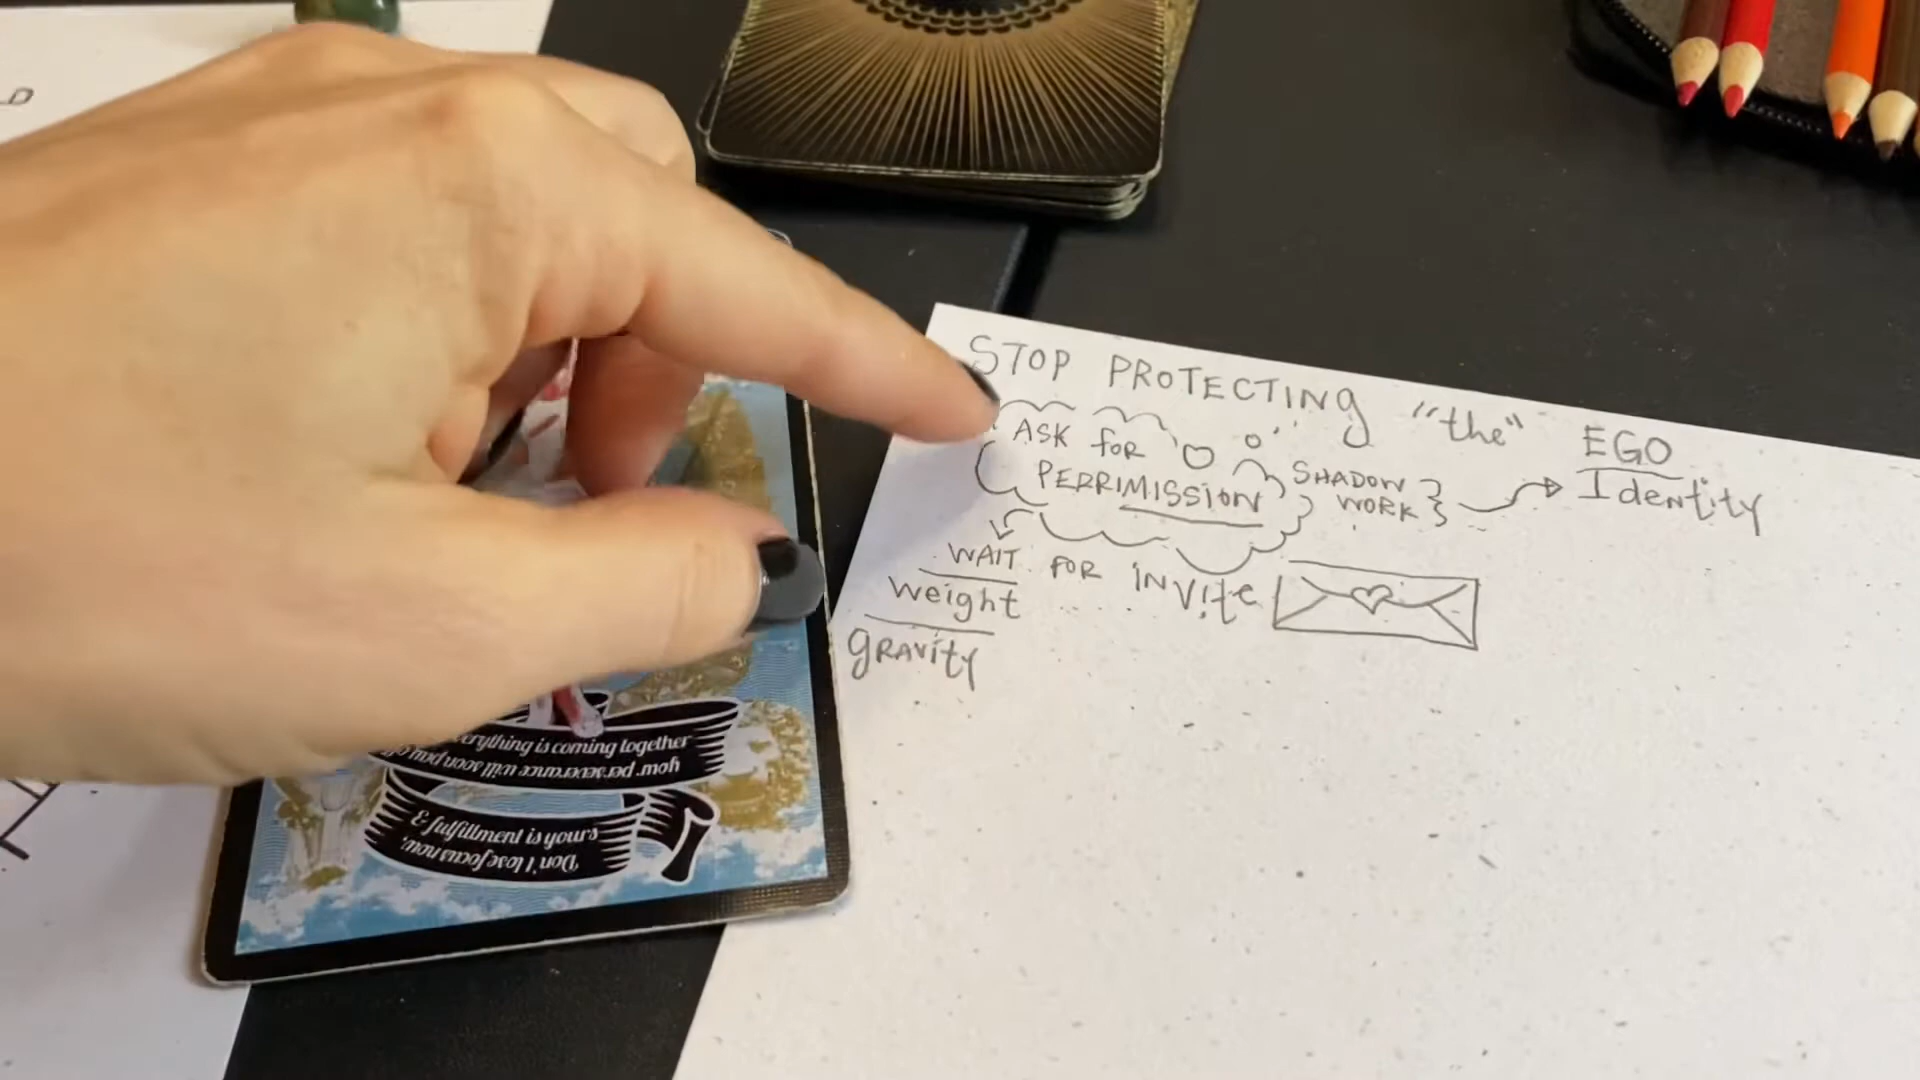 STOP PROTECTING "the" EGO
Identity
ASK for
PERRIMISSION
SHADOW
WORK
WAIT FOR INVITE
weight
gravity
everything is coming together
your perseverance will soon pay off
& fulfillment is yours
Don't lose focus now,